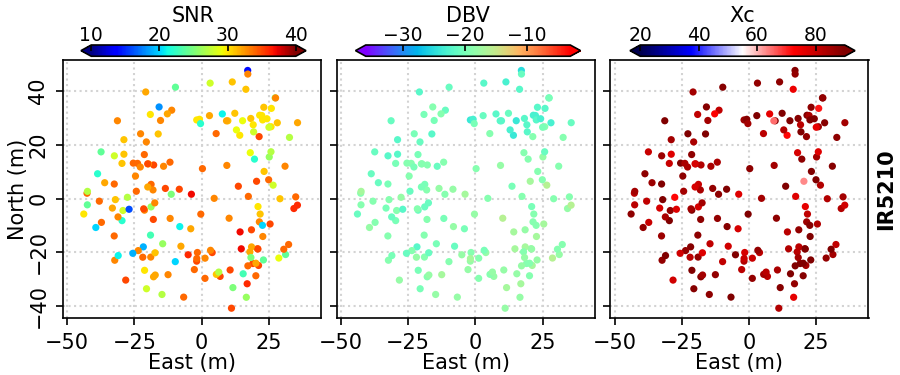 SNR DBV Xc
10 20 30 40 −30 −20 −10 20 40 60 80
40
20
0
−20
−40
North (m)
IR5210
−50 −25 0 25 −50 −25 0 25 −50 −25 0 25
East (m) East (m) East (m)